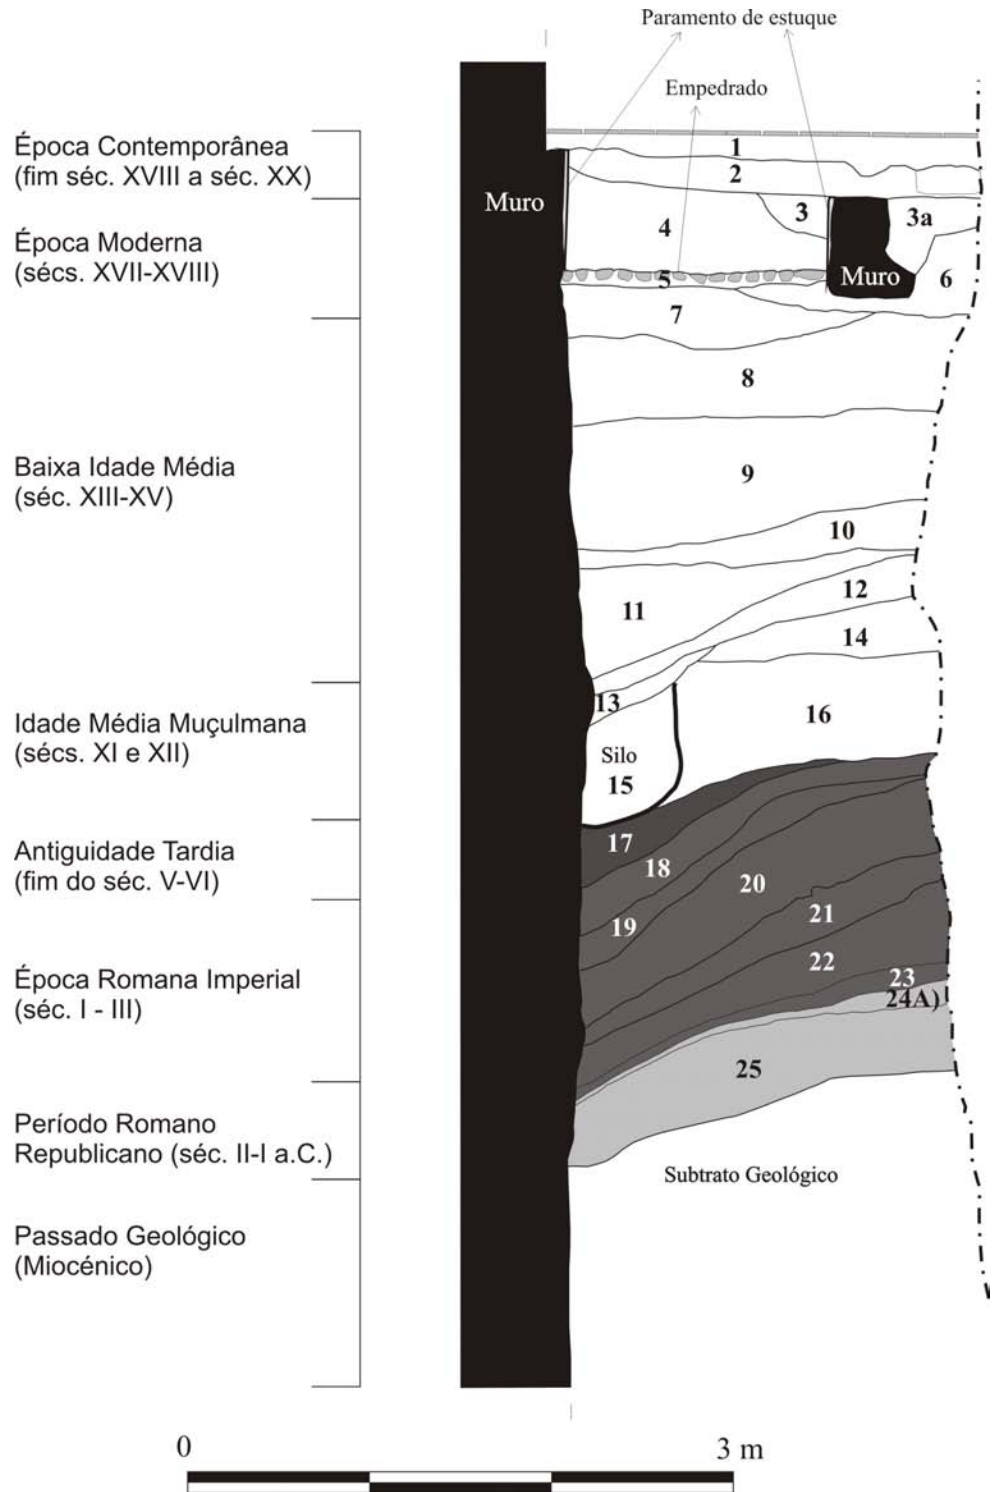 Paramento de estuque
Empedrado
Época Contemporânea
(fim séc. XVIII a séc. XX)
Época Moderna
(sécs. XVII-XVIII)
Baixa Idade Média
(séc. XIII-XV)
Idade Média Muçulmana
(sécs. XI e XII)
Antiguidade Tardia
(fim do séc. V-VI)
Época Romana Imperial
(séc. I - III)
Período Romano
Republicano (séc. II-I a.C.)
Passado Geológico
(Miocénico)
Muro
1
2
3
3a
4
Muro
6
5
7
8
9
10
11
12
14
13
16
Silo
15
17
18
19
20
21
22
23
24A)
25
Subtrato Geológico
0
3 m